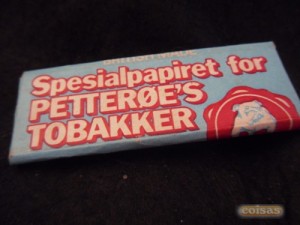 Spesialpapiret for
PETTERØE'S
TOBAKKER
coisas